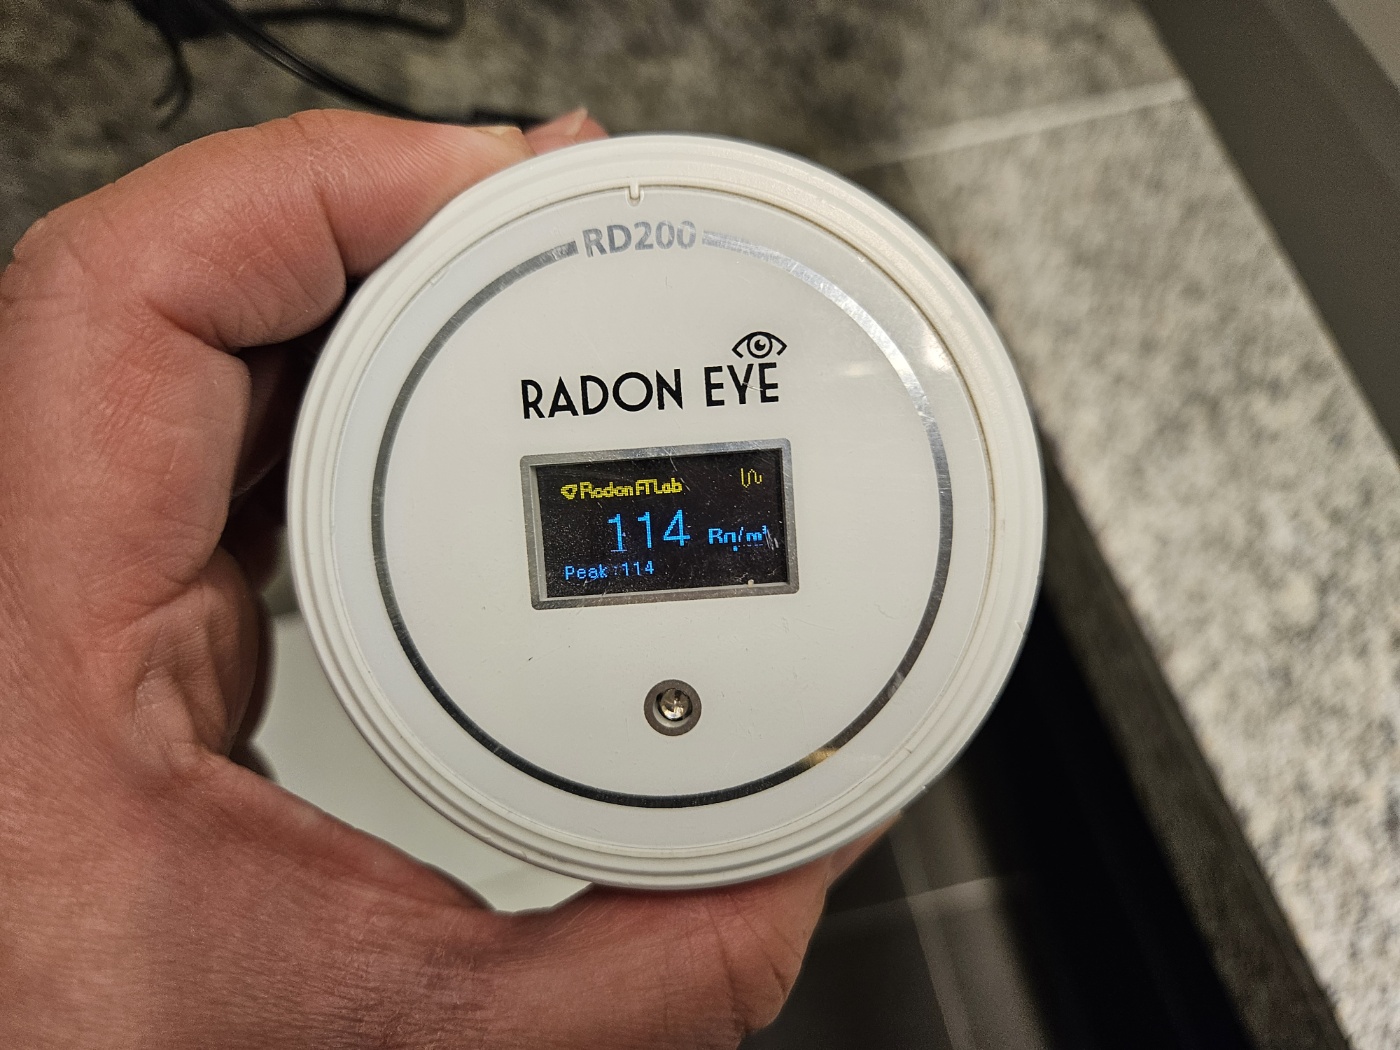 RD200
RADON EYE
RadonFTLab
114 Bq/m³
Peak:114